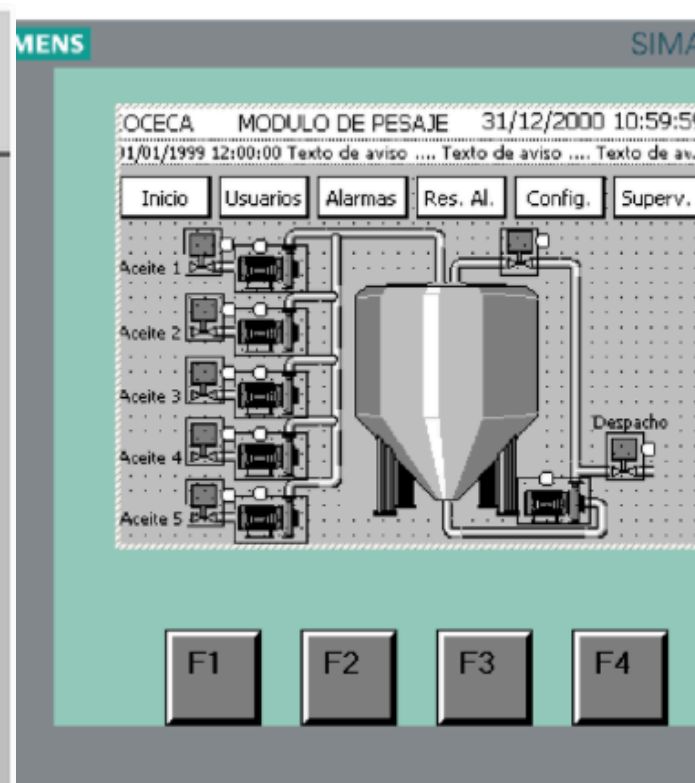 MENS SIMA
OCECA MODULO DE PESAJE 31/12/2000 10:59:59
01/01/1999 12:00:00 Texto de aviso .... Texto de aviso .... Texto de av..
Inicio Usuarios Alarmas Res. Al. Config. Superv.
Aceite 1
Aceite 2
Aceite 3
Despacho
Aceite 4
Aceite 5
F1 F2 F3 F4